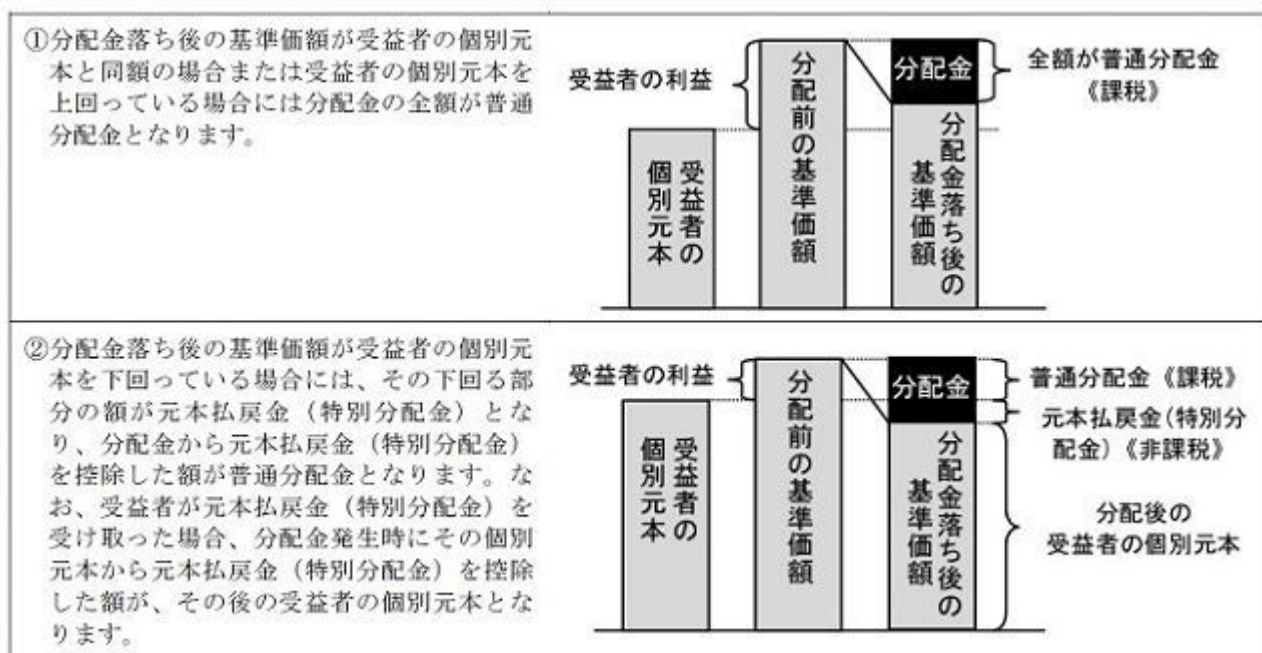 ①分配金落ち後の基準価額が受益者の個別元
本と同額の場合または受益者の個別元本を
上回っている場合には分配金の全額が普通
分配金となります。
受益者の利益
受益者の
個別元本
分配前の基準価額
分配金
分配金落ち後の
基準価額
全額が普通分配金
《課税》
②分配金落ち後の基準価額が受益者の個別元
本を下回っている場合には、その下回る部
分の額が元本払戻金（特別分配金）とな
り、分配金から元本払戻金（特別分配金）
を控除した額が普通分配金となります。な
お、受益者が元本払戻金（特別分配金）を
受け取った場合、分配金発生時にその個別
元本から元本払戻金（特別分配金）を控除
した額が、その後の受益者の個別元本とな
ります。
受益者の利益
受益者の
個別元本
分配前の基準価額
分配金
分配金落ち後の
基準価額
普通分配金《課税》
元本払戻金(特別分
配金)《非課税》
分配後の
受益者の個別元本